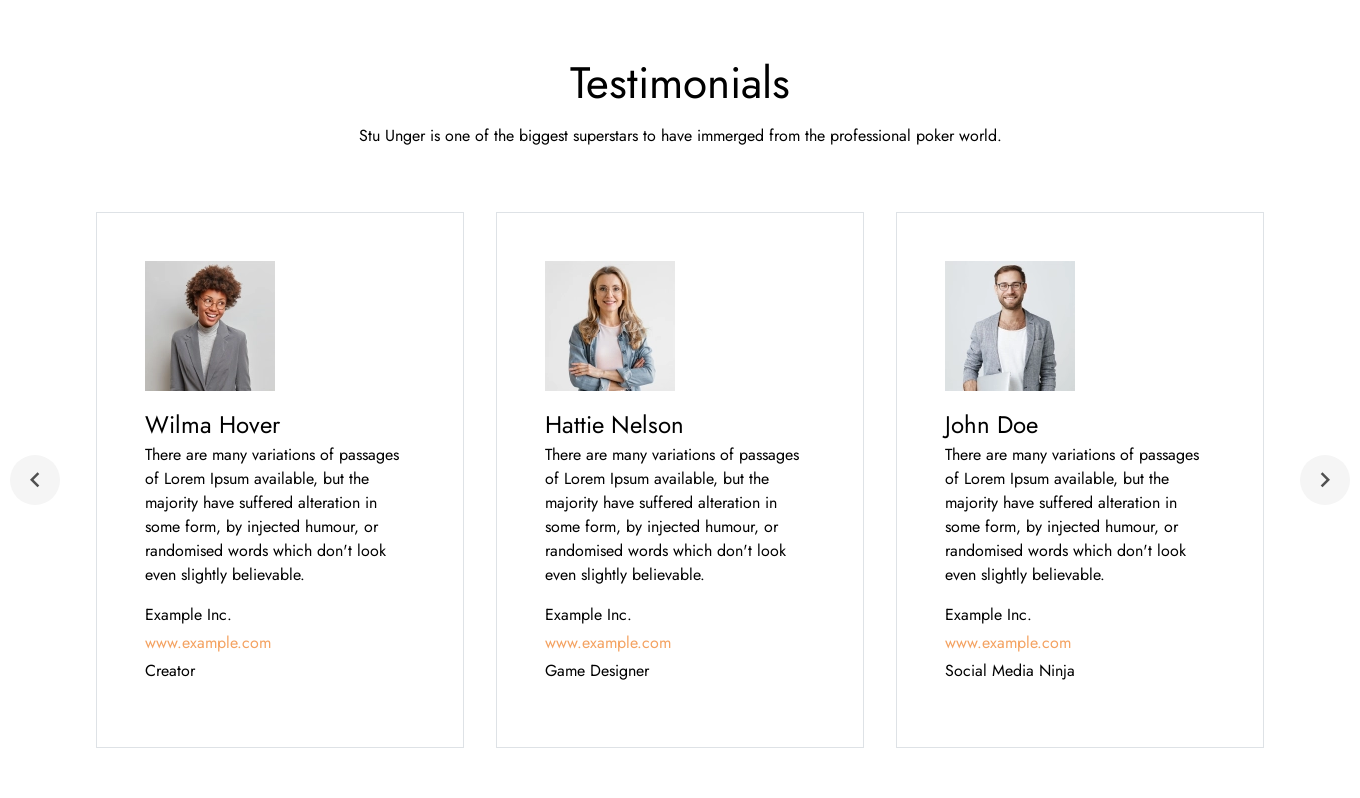 Testimonials
Stu Unger is one of the biggest superstars to have immerged from the professional poker world.
Wilma Hover
There are many variations of passages
of Lorem Ipsum available, but the
majority have suffered alteration in
some form, by injected humour, or
randomised words which don't look
even slightly believable.
Example Inc.
www.example.com
Creator
Hattie Nelson
There are many variations of passages
of Lorem Ipsum available, but the
majority have suffered alteration in
some form, by injected humour, or
randomised words which don't look
even slightly believable.
Example Inc.
www.example.com
Game Designer
John Doe
There are many variations of passages
of Lorem Ipsum available, but the
majority have suffered alteration in
some form, by injected humour, or
randomised words which don't look
even slightly believable.
Example Inc.
www.example.com
Social Media Ninja